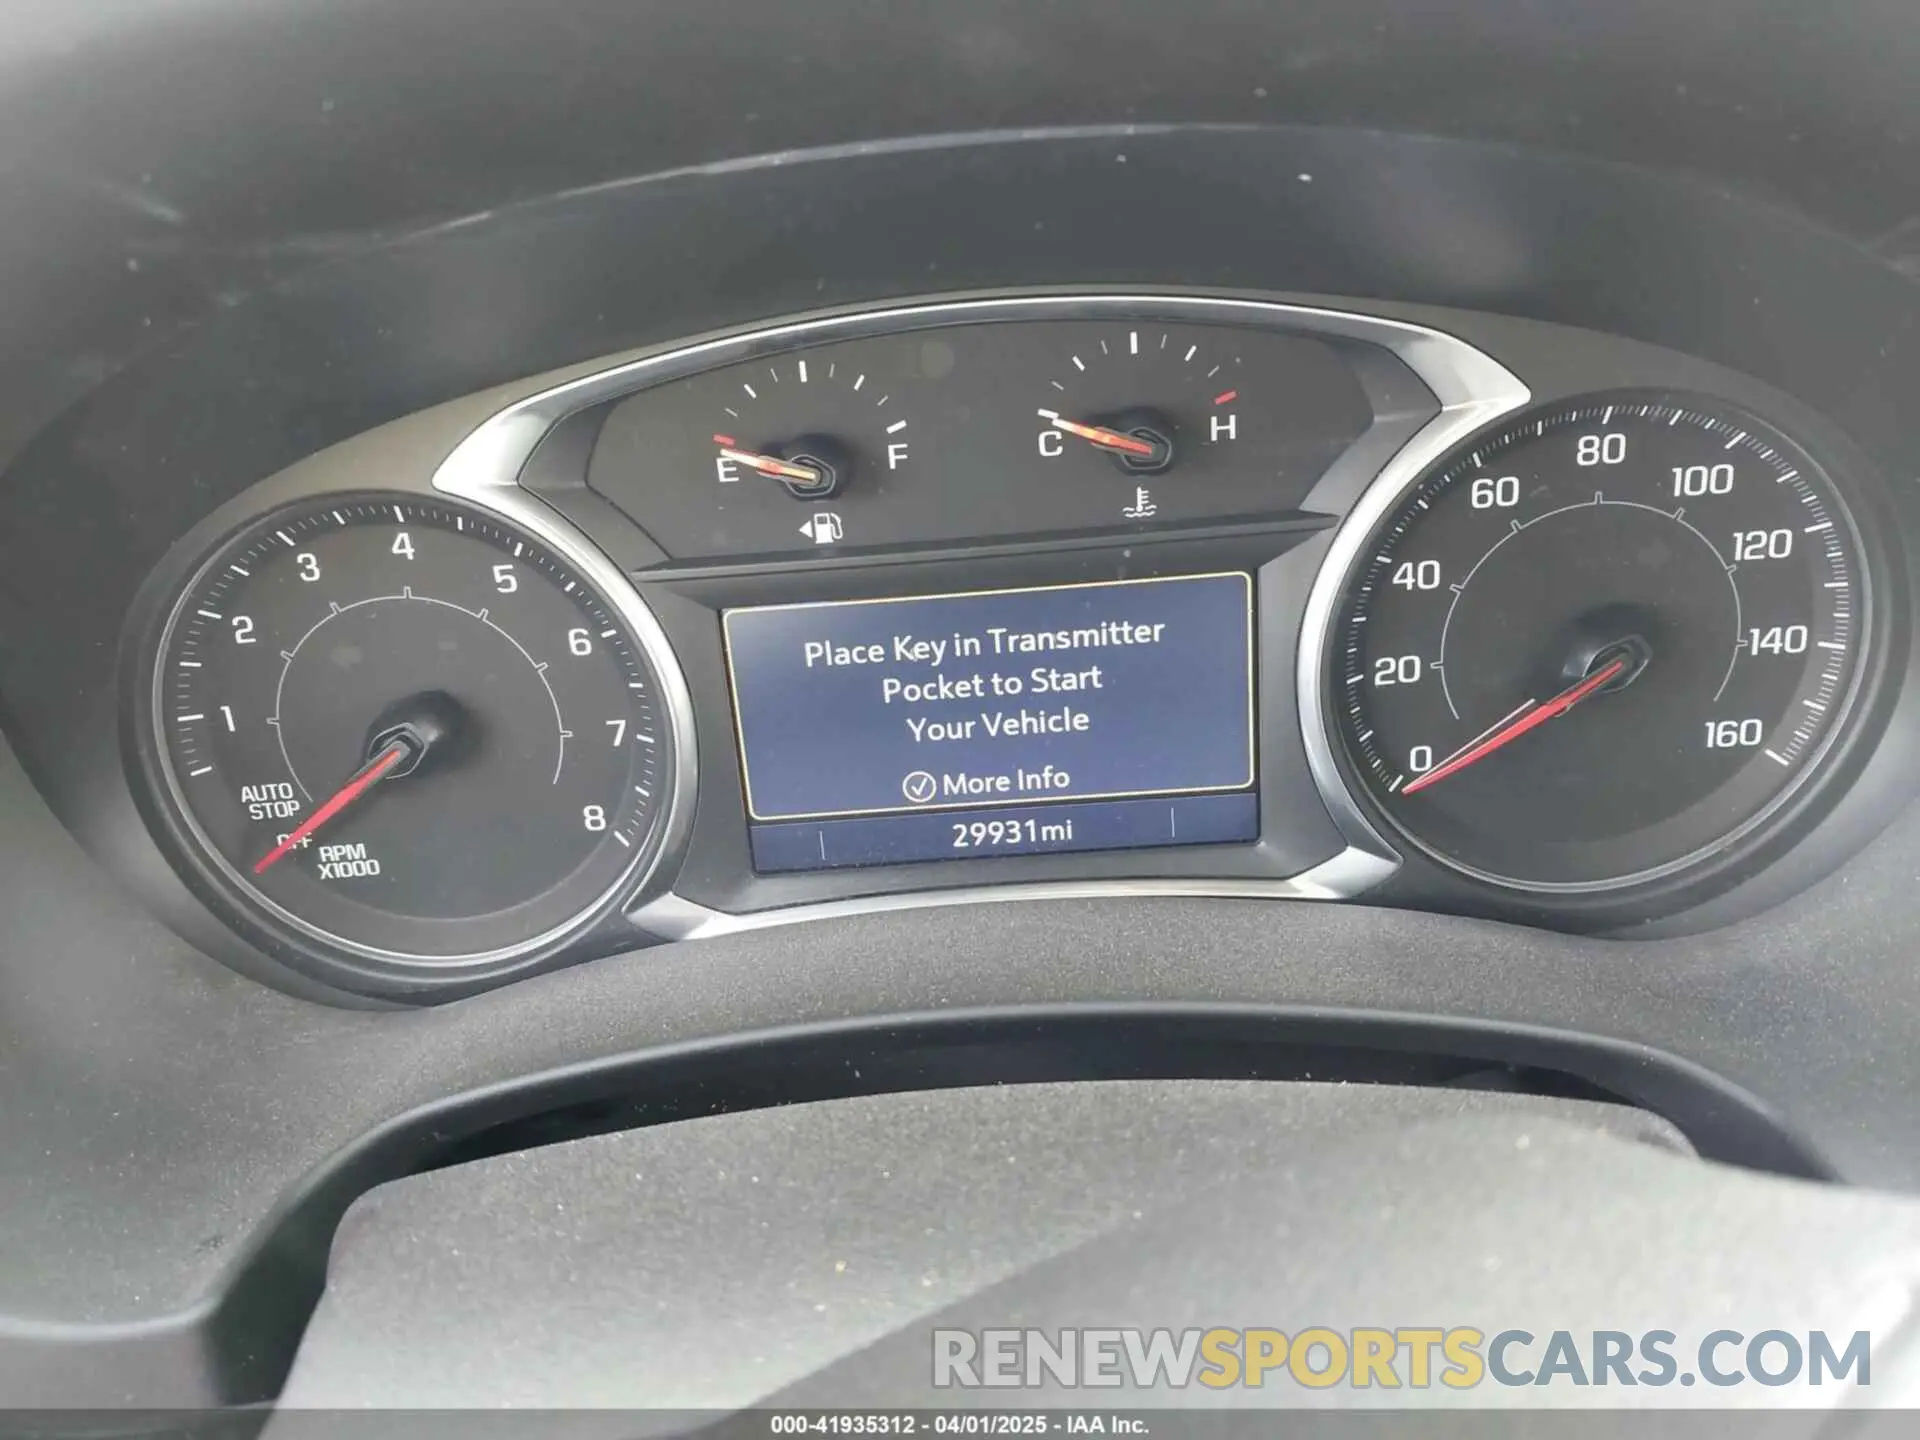 E
F
C
H
1
2
3
4
5
6
7
8
AUTO
STOP
OFF
RPM
X1000
Place Key in Transmitter
Pocket to Start
Your Vehicle
More Info
29931mi
0
20
40
60
80
100
120
140
160
RENEWSPORTSCARS.COM
000-41935312 - 04/01/2025 - IAA Inc.